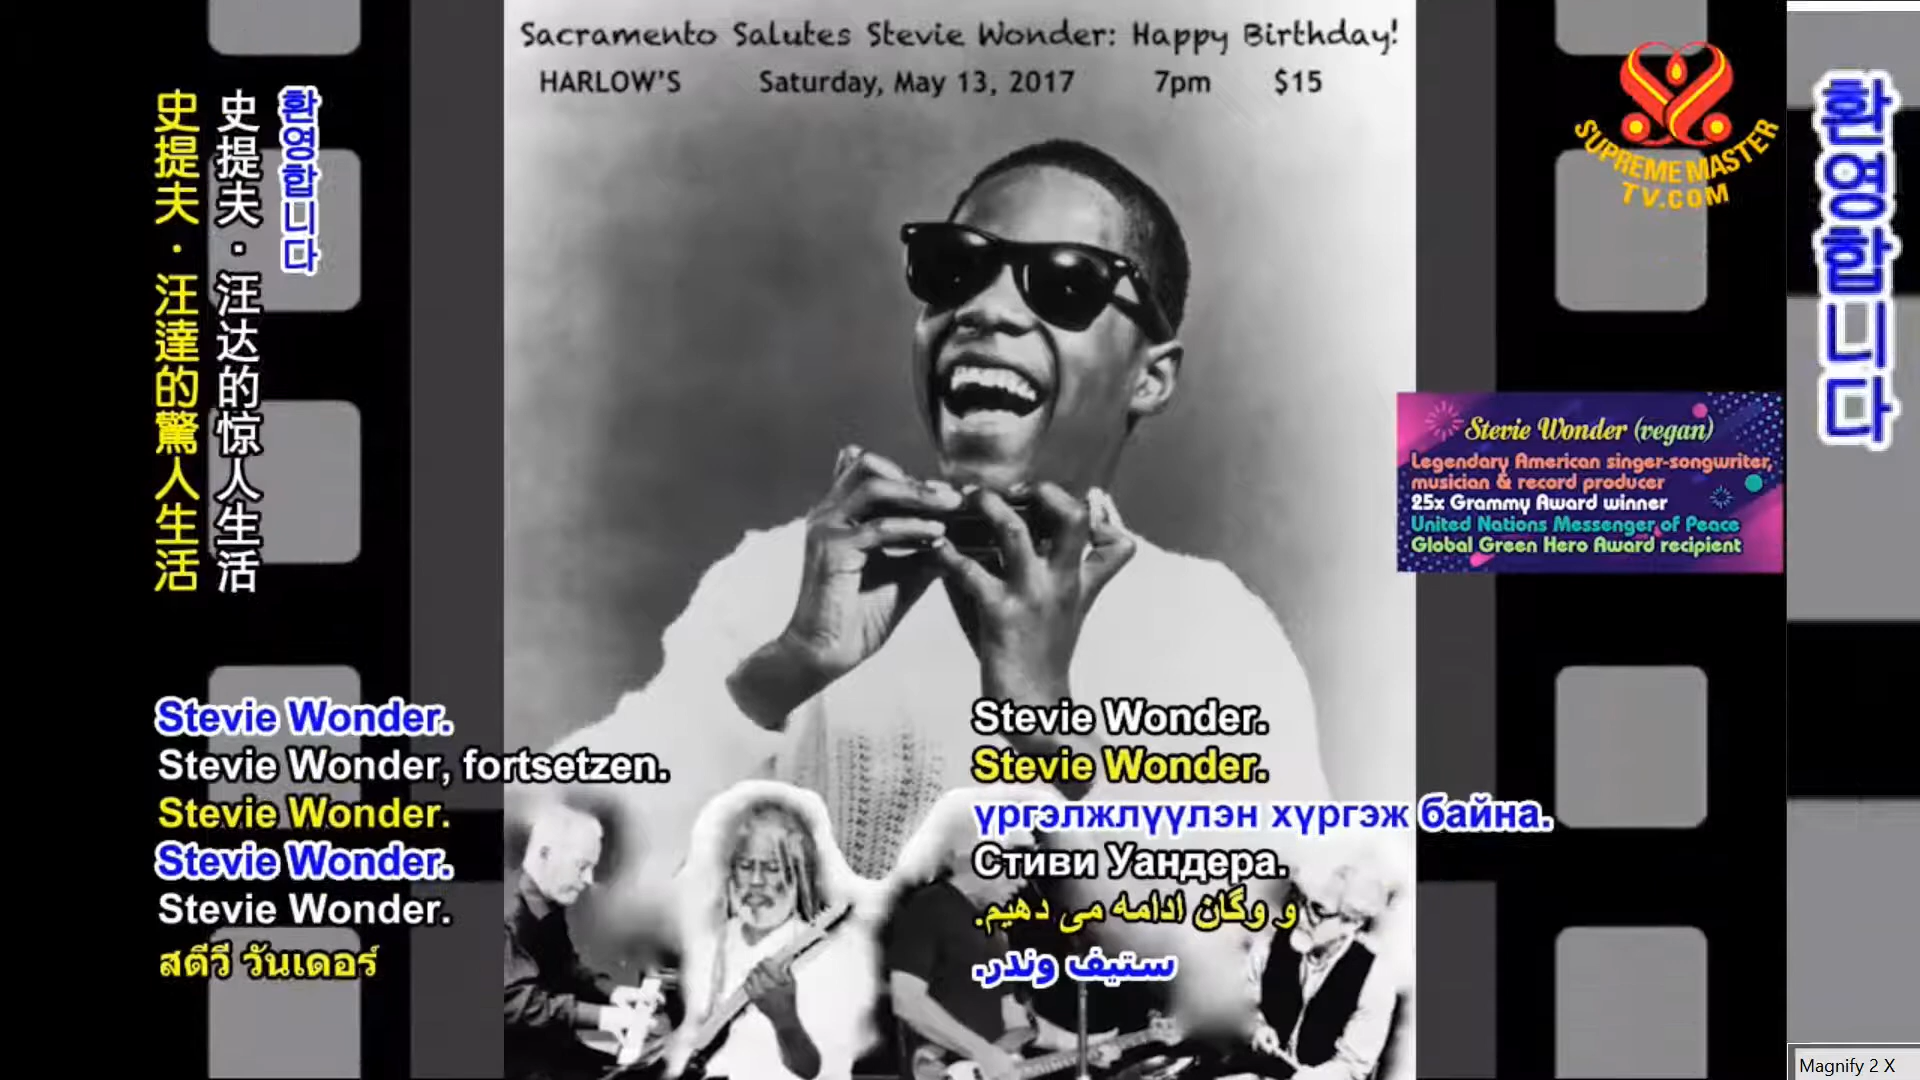 Sacramento Salutes Stevie Wonder: Happy Birthday!
HARLOW'S Saturday, May 13, 2017 7pm $15
환영합니다
史提夫·汪达的惊人生活
史提夫·汪達的驚人生活
SUPREME MASTER
TV.COM
환영합니다
Stevie Wonder (vegan)
Legendary American singer-songwriter,
musician & record producer
25x Grammy Award winner
United Nations Messenger of Peace
Global Green Hero Award recipient
Stevie Wonder.
Stevie Wonder, fortsetzen.
Stevie Wonder.
Stevie Wonder.
Stevie Wonder.
สตีวี วันเดอร์
Stevie Wonder.
Stevie Wonder.
үргэлжлүүлэн хүргэж байна.
Стиви Уандера.
و وگان ادامه می دهیم.
ستيف وندر.
Magnify 2 X